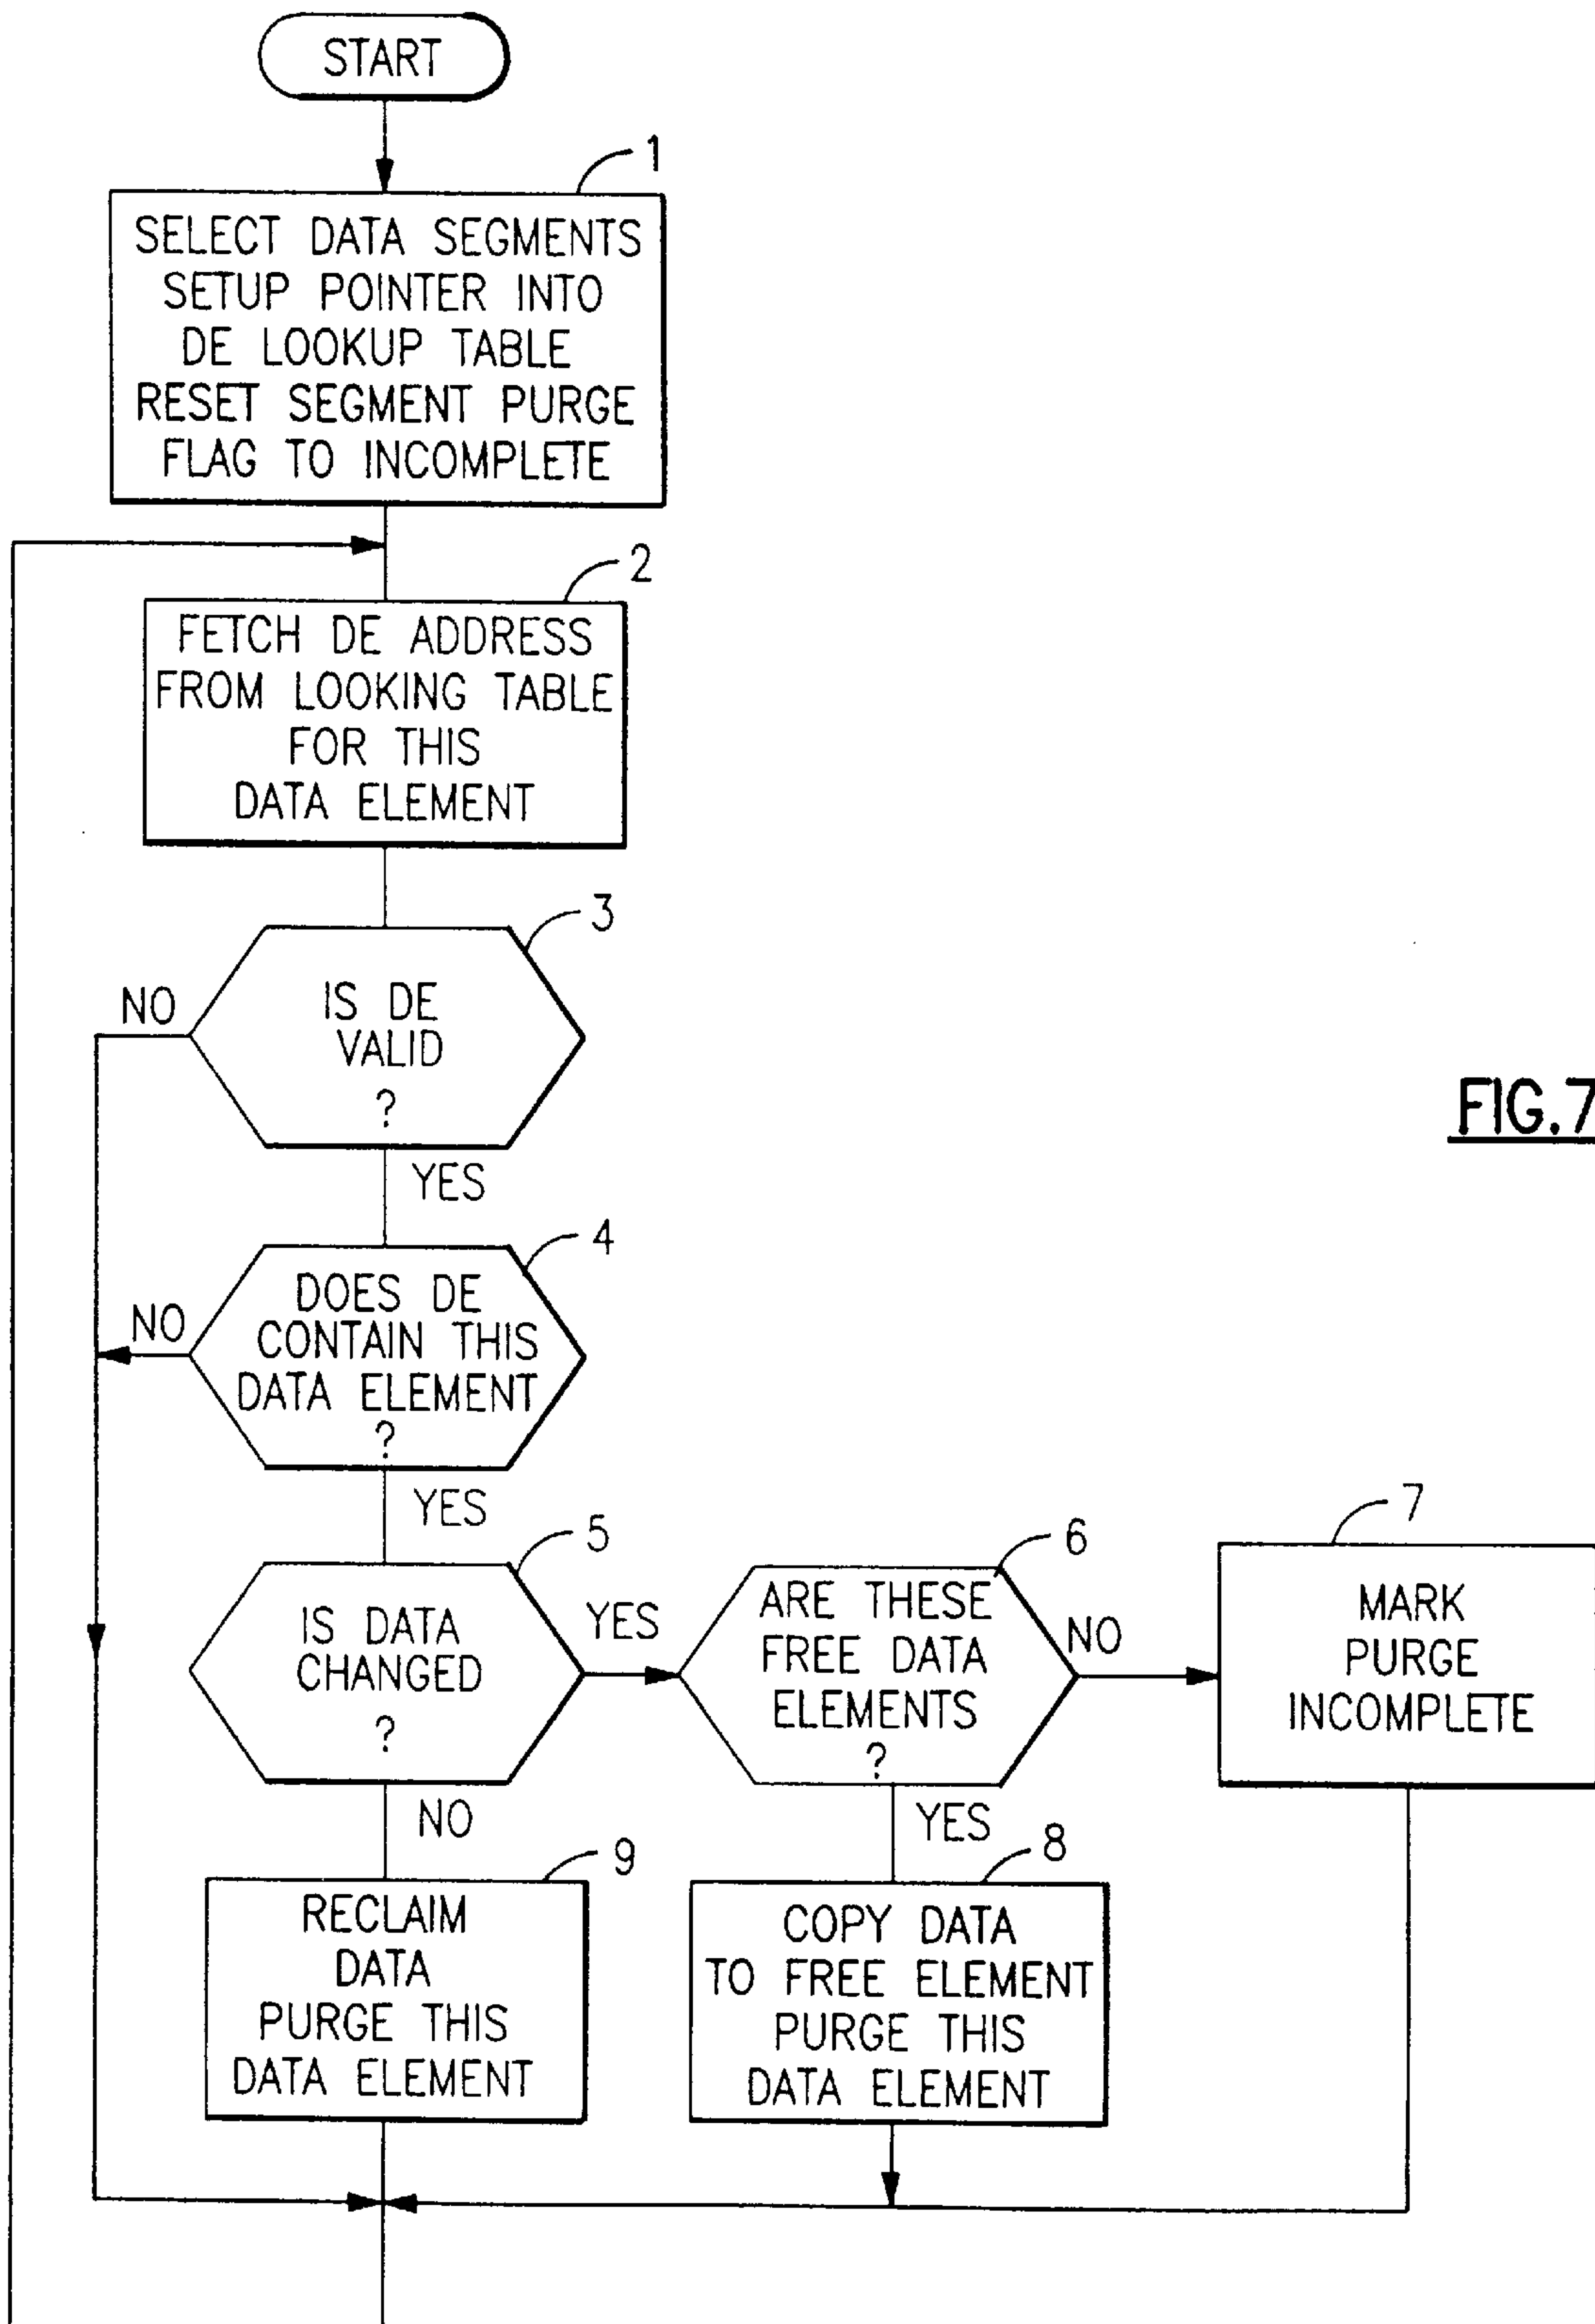 START
1
SELECT DATA SEGMENTS
SETUP POINTER INTO
DE LOOKUP TABLE
RESET SEGMENT PURGE
FLAG TO INCOMPLETE
2
FETCH DE ADDRESS
FROM LOOKING TABLE
FOR THIS
DATA ELEMENT
3
NO
IS DE
VALID
?
FIG.7
YES
4
NO
DOES DE
CONTAIN THIS
DATA ELEMENT
?
YES
5
IS DATA
CHANGED
?
YES
6
ARE THESE
FREE DATA
ELEMENTS
?
NO
7
MARK
PURGE
INCOMPLETE
NO
YES
9
RECLAIM
DATA
PURGE THIS
DATA ELEMENT
8
COPY DATA
TO FREE ELEMENT
PURGE THIS
DATA ELEMENT